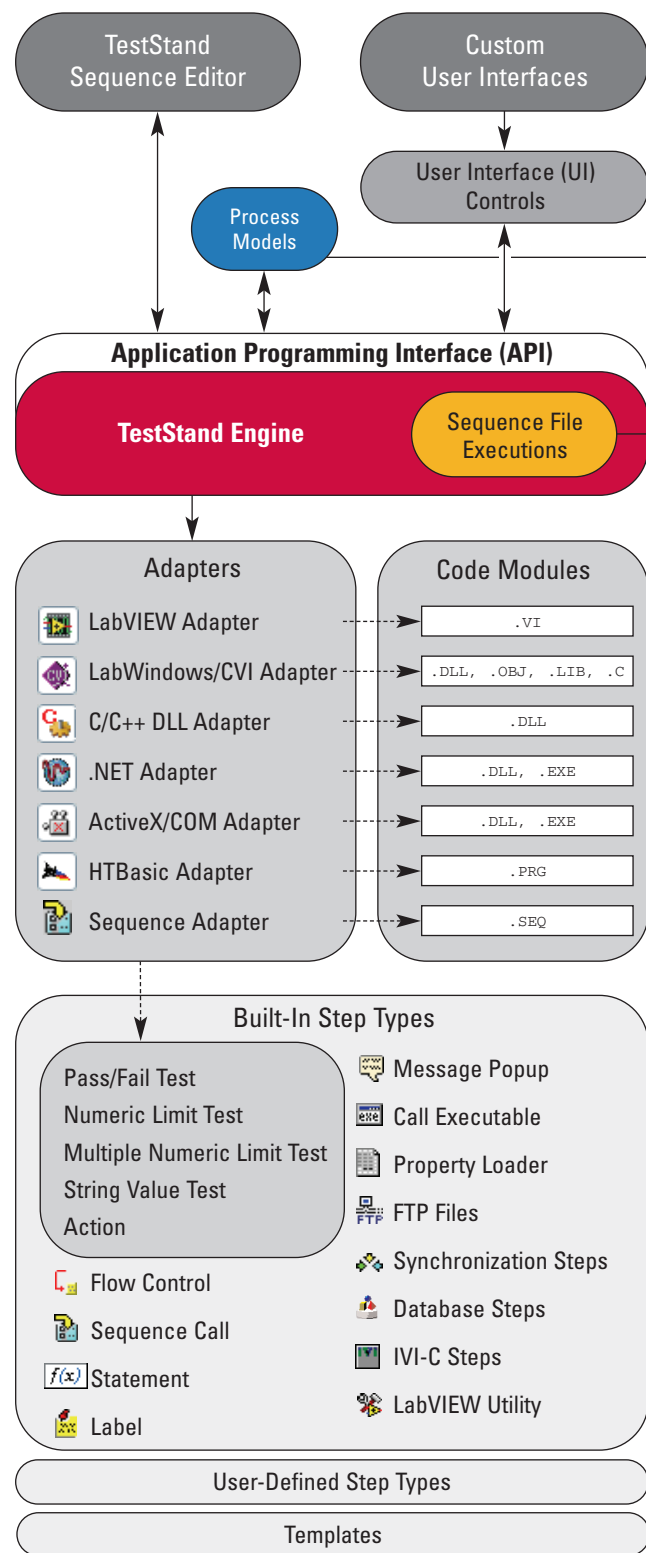 TestStand
Sequence Editor
Custom
User Interfaces
User Interface (UI)
Controls
Process
Models
Application Programming Interface (API)
TestStand Engine
Sequence File
Executions
Adapters
Code Modules
LabVIEW Adapter
.VI
CVI
LabWindows/CVI Adapter
.DLL, .OBJ, .LIB, .C
C
C/C++ DLL Adapter
.DLL
.NET Adapter
.DLL, .EXE
ActiveX/COM Adapter
.DLL, .EXE
HTBasic Adapter
.PRG
Sequence Adapter
.SEQ
Built-In Step Types
Pass/Fail Test
Numeric Limit Test
Multiple Numeric Limit Test
String Value Test
Action
Flow Control
Sequence Call
f(x) Statement
Label
Message Popup
exe Call Executable
Property Loader
FTP FTP Files
Synchronization Steps
Database Steps
IVI IVI-C Steps
LabVIEW Utility
User-Defined Step Types
Templates